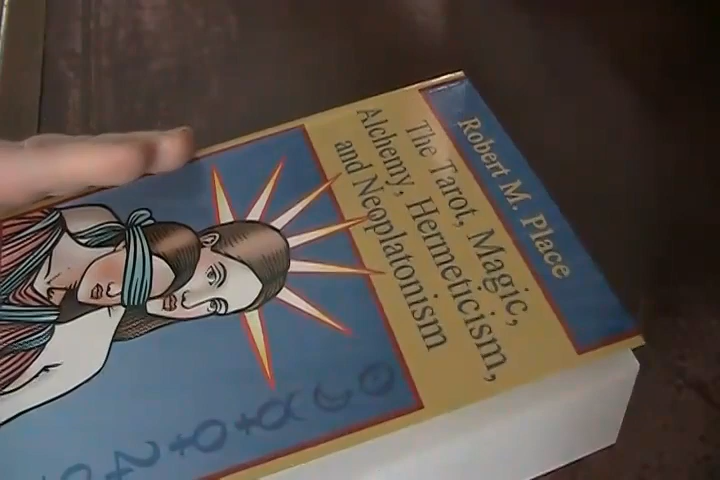 Robert M. Place
The Tarot, Magic,
Alchemy, Hermeticism,
and Neoplatonism